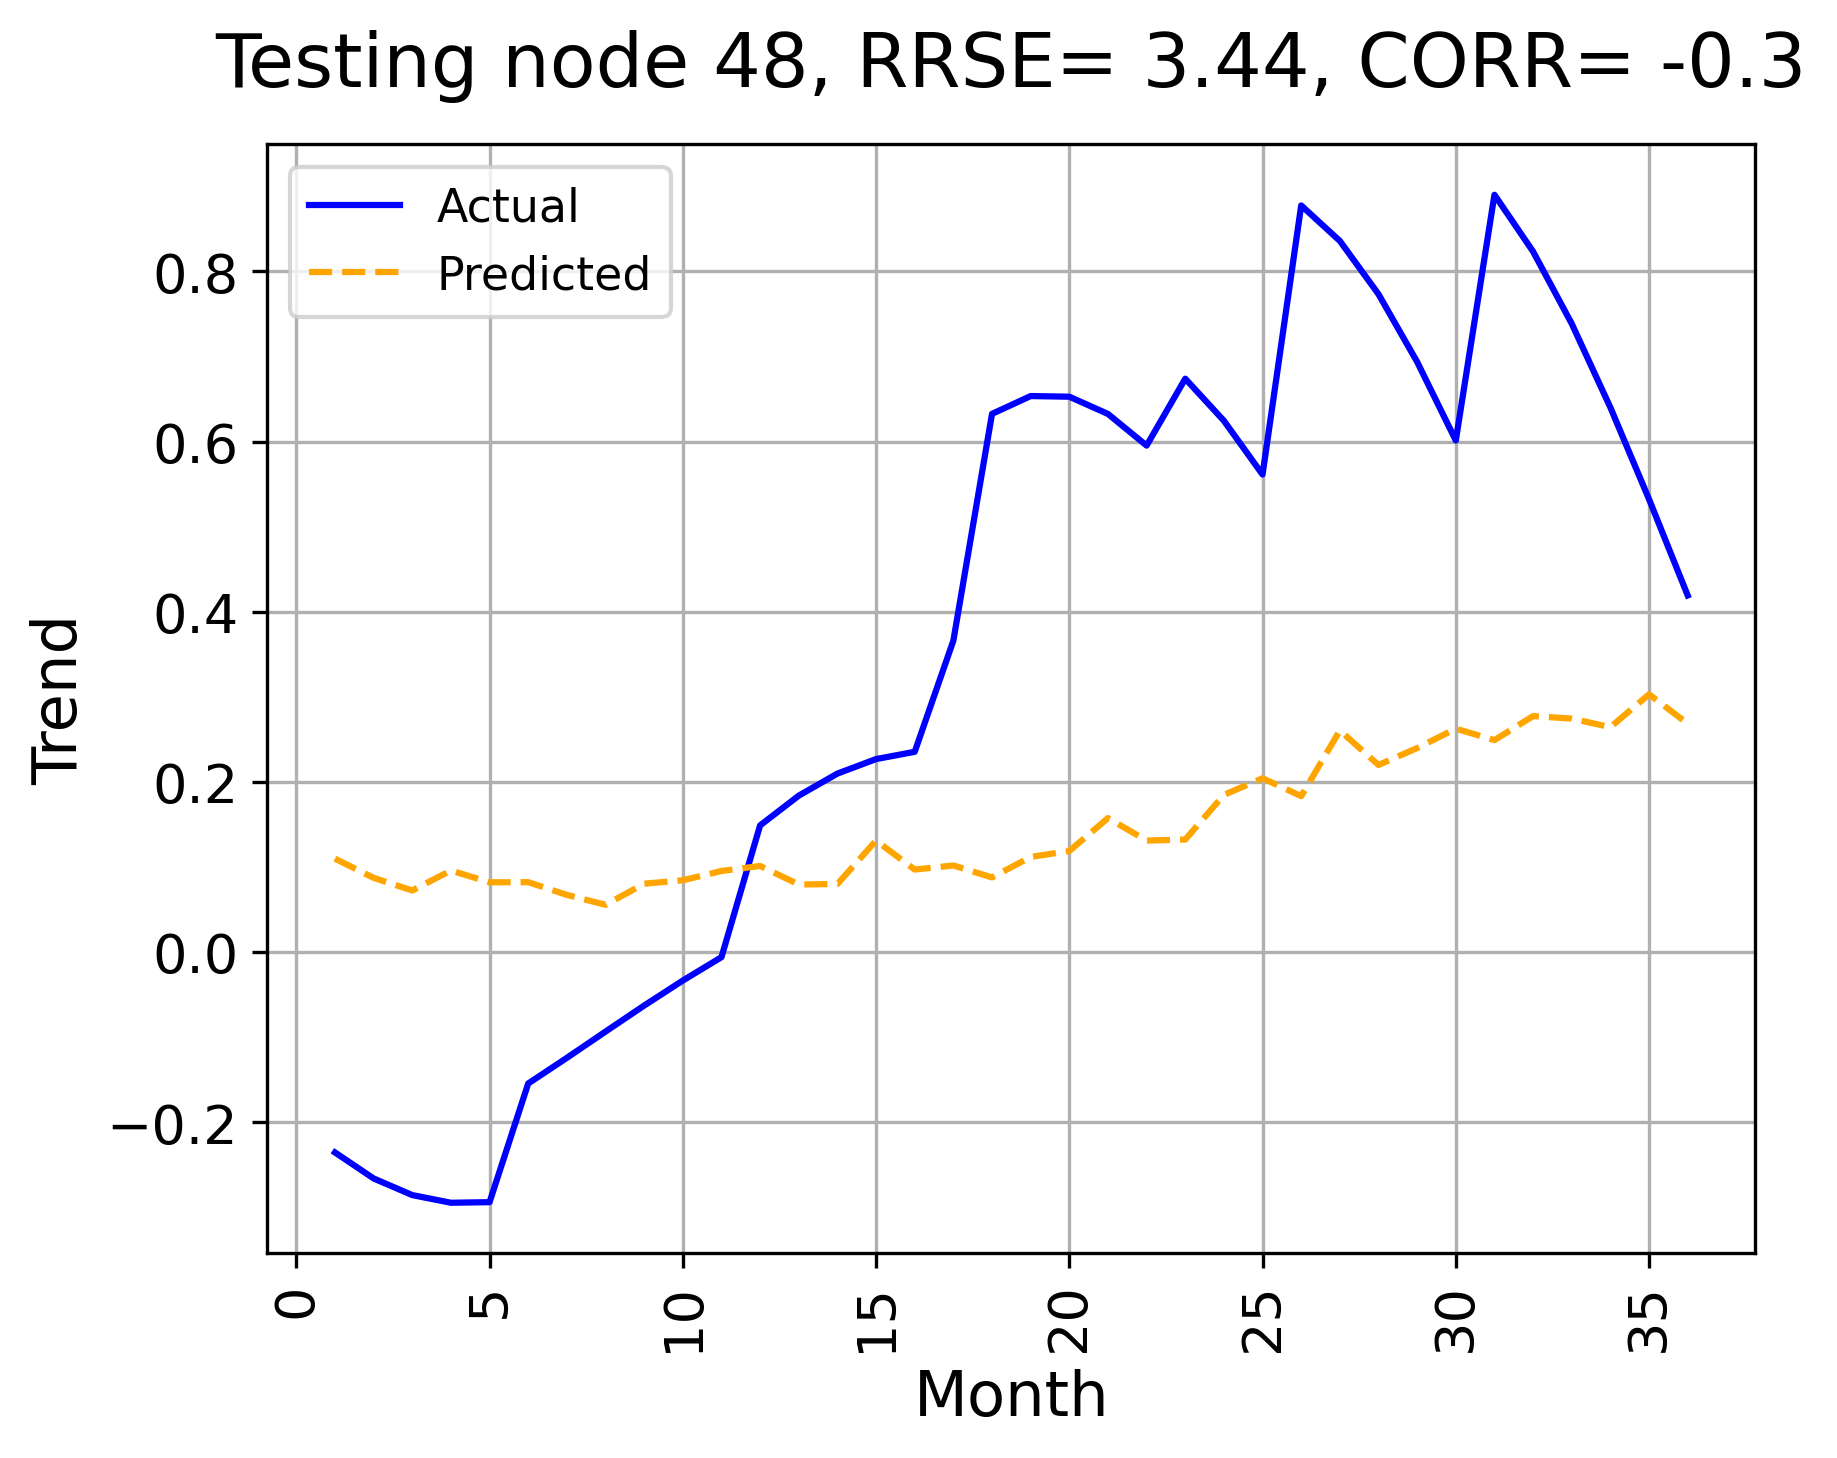 Testing node 48, RRSE= 3.44, CORR= -0.3
Actual
Predicted
0.8
0.6
0.4
0.2
0.0
−0.2
Trend
0 5 10 15 20 25 30 35
Month